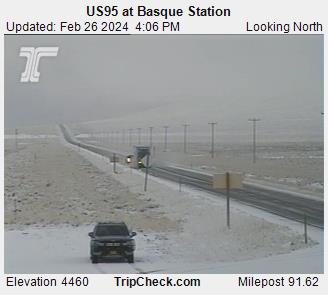 US95 at Basque Station
Updated: Feb 26 2024 4:06 PM Looking North
Elevation 4460 TripCheck.com Milepost 91.62